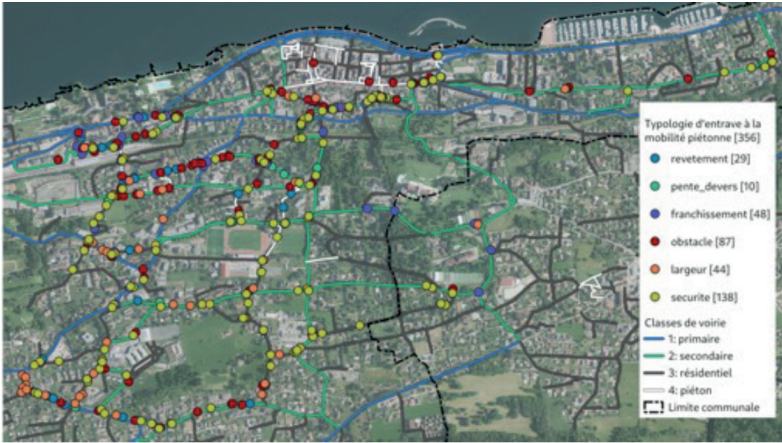 Typologie d'entrave à la
mobilité piétonne [356]
revetement [29]
pente_devers [10]
franchissement [48]
obstacle [87]
largeur [44]
securite [138]
Classes de voirie
1: primaire
2: secondaire
3: résidentiel
4: piéton
Limite communale